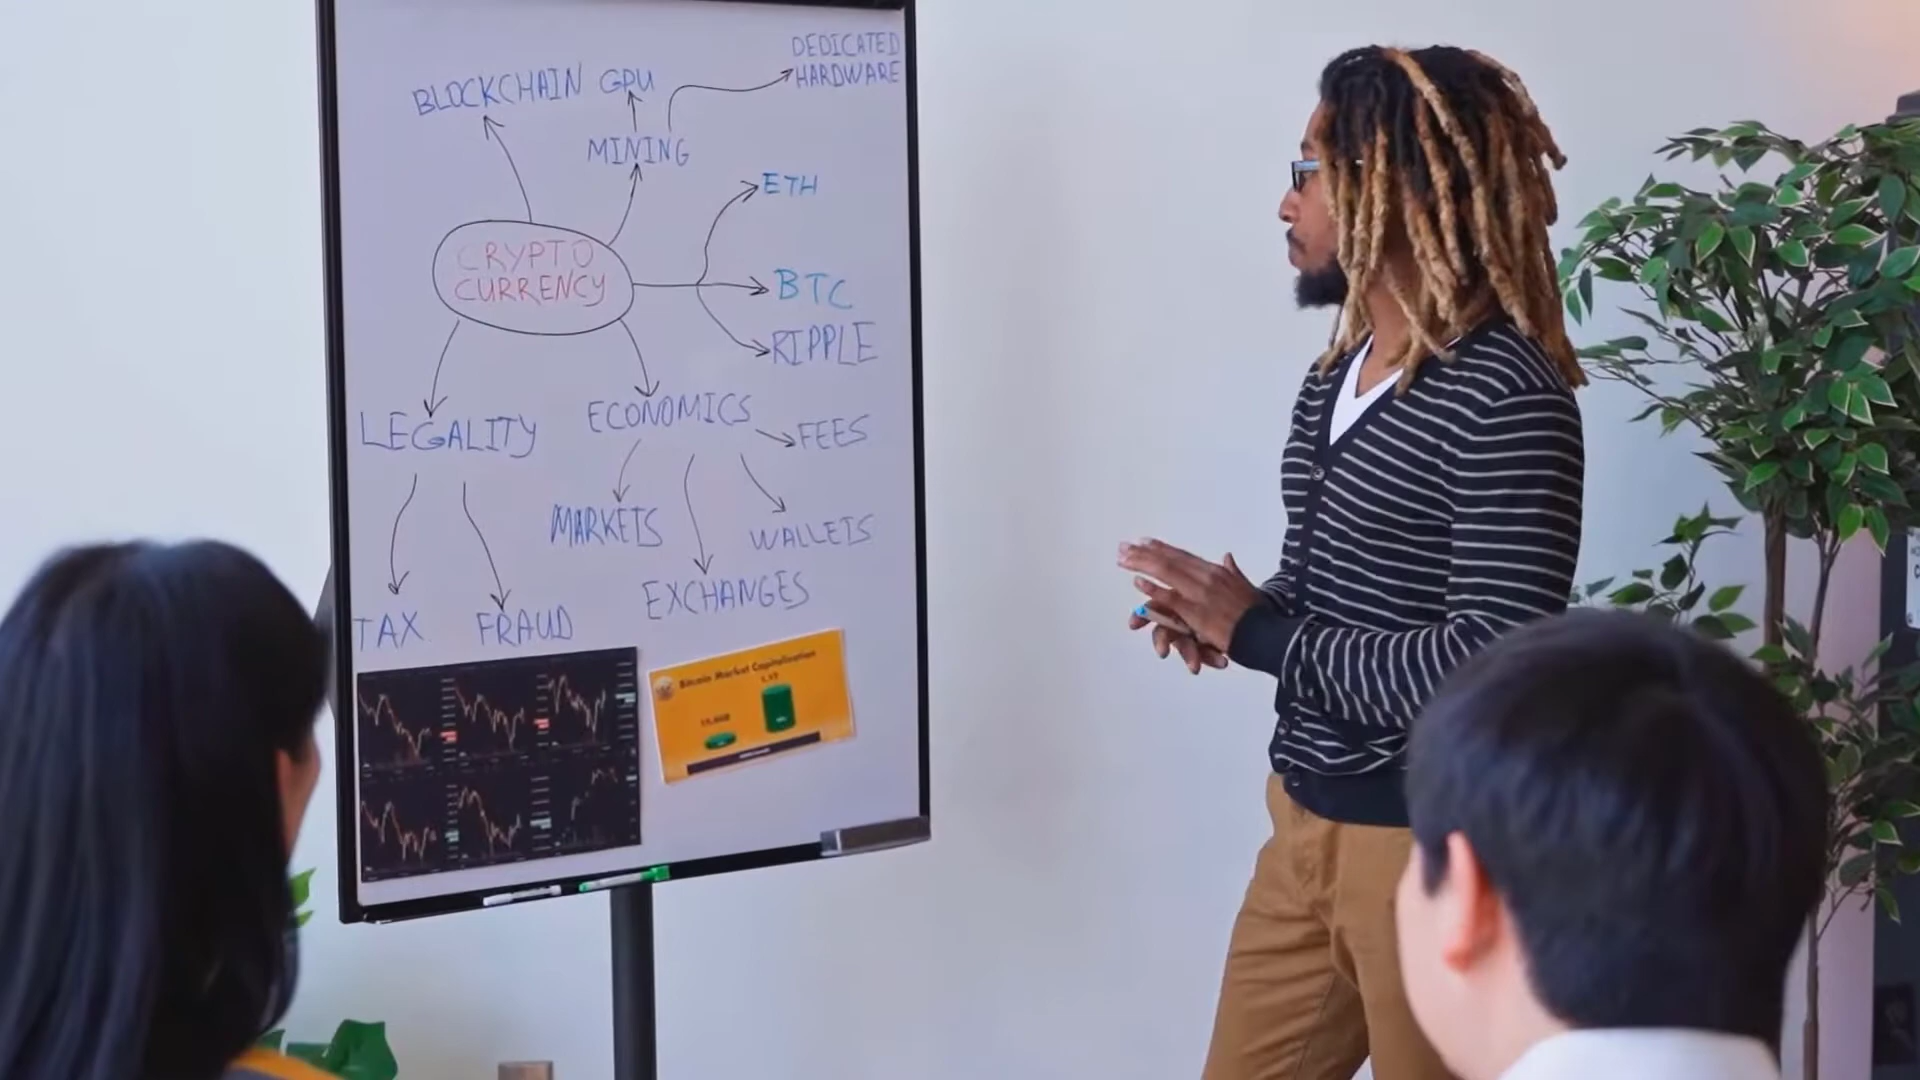 DEDICATED
HARDWARE
BLOCKCHAIN
GPU
MINING
ETH
CRYPTO
CURRENCY
BTC
RIPPLE
LEGALITY
ECONOMICS
FEES
MARKETS
WALLETS
EXCHANGES
TAX
FRAUD
Bitcoin Market Capitalization